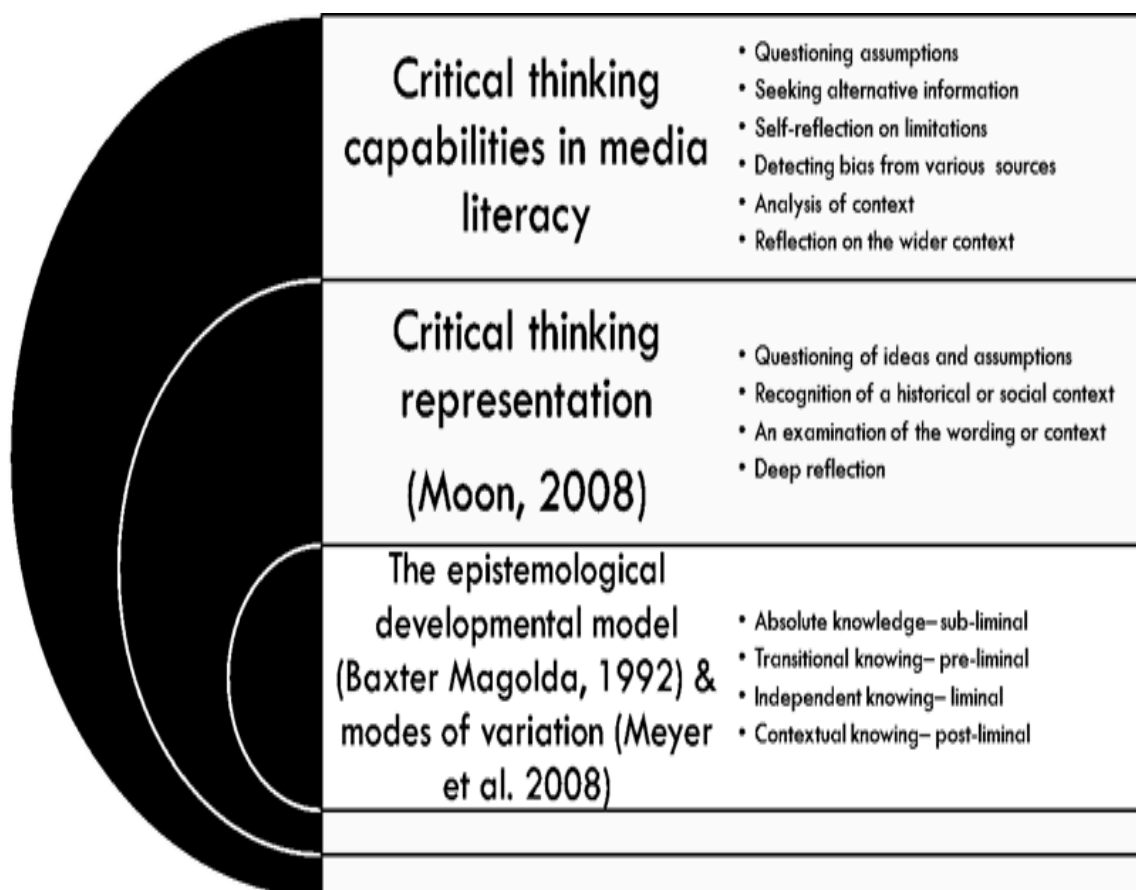 Critical thinking
capabilities in media
literacy
• Questioning assumptions
• Seeking alternative information
• Self-reflection on limitations
• Detecting bias from various sources
• Analysis of context
• Reflection on the wider context
Critical thinking
representation
(Moon, 2008)
• Questioning of ideas and assumptions
• Recognition of a historical or social context
• An examination of the wording or context
• Deep reflection
The epistemological
developmental model
(Baxter Magolda, 1992) &
modes of variation (Meyer
et al. 2008)
• Absolute knowledge– sub-liminal
• Transitional knowing– pre-liminal
• Independent knowing– liminal
• Contextual knowing– post-liminal